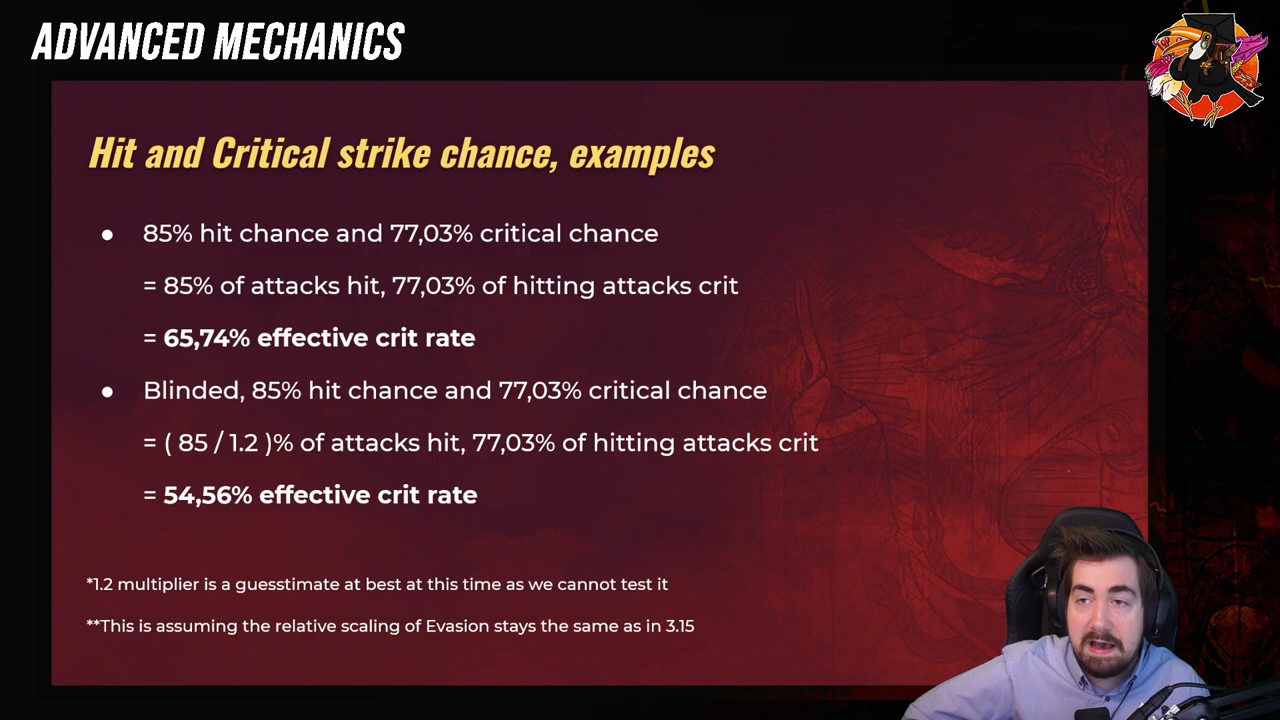 ADVANCED MECHANICS
Hit and Critical strike chance, examples
● 85% hit chance and 77,03% critical chance
= 85% of attacks hit, 77,03% of hitting attacks crit
= 65,74% effective crit rate
● Blinded, 85% hit chance and 77,03% critical chance
= ( 85 / 1.2 )% of attacks hit, 77,03% of hitting attacks crit
= 54,56% effective crit rate
*1.2 multiplier is a guesstimate at best at this time as we cannot test it
**This is assuming the relative scaling of Evasion stays the same as in 3.15